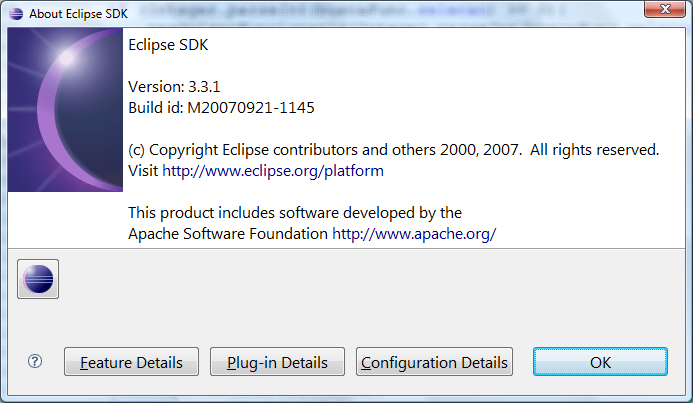 About Eclipse SDK
Eclipse SDK
Version: 3.3.1
Build id: M20070921-1145
(c) Copyright Eclipse contributors and others 2000, 2007.  All rights reserved.
Visit http://www.eclipse.org/platform
This product includes software developed by the
Apache Software Foundation http://www.apache.org/
?
Feature Details
Plug-in Details
Configuration Details
OK